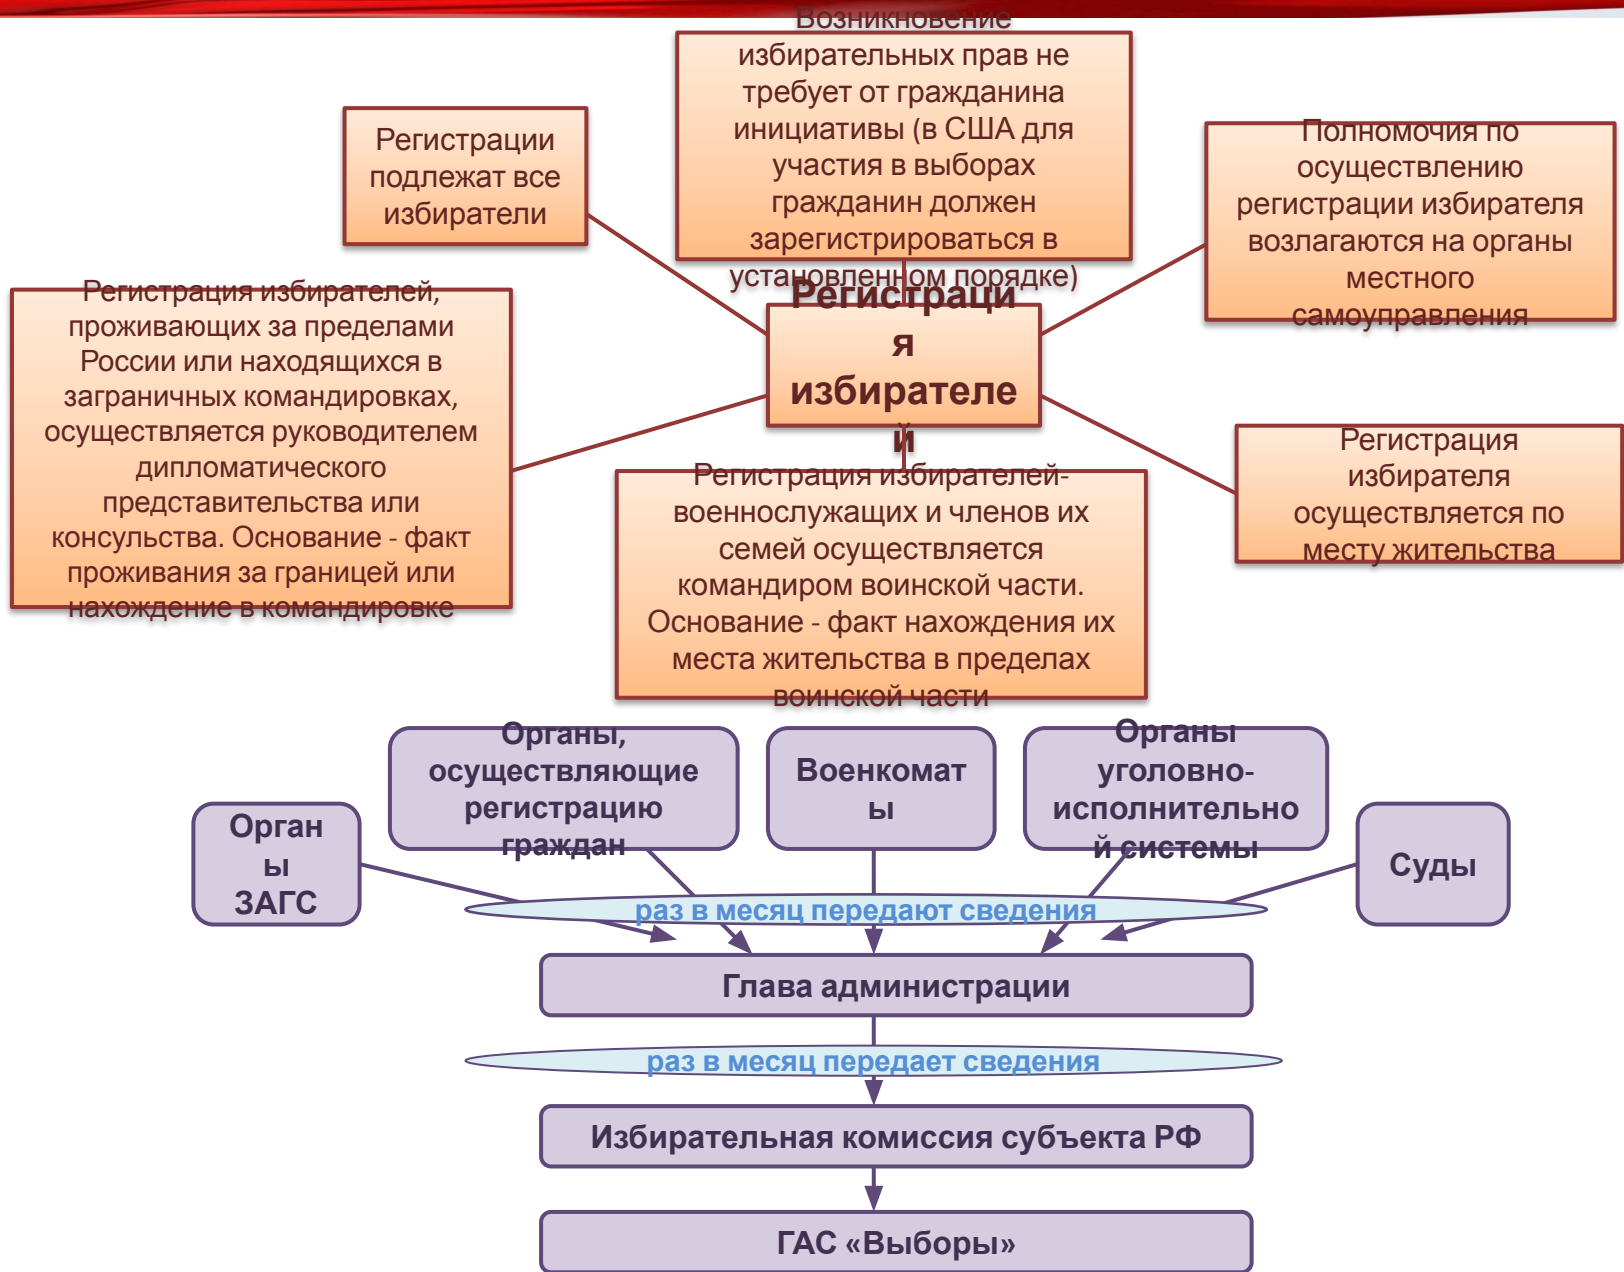 Возникновение
избирательных прав не
требует от гражданина
инициативы (в США для
участия в выборах
гражданин должен
зарегистрироваться в
установленном порядке)
Регистрации
подлежат все
избиратели
Полномочия по
осуществлению
регистрации избирателя
возлагаются на органы
местного
самоуправления
Регистрация избирателей,
проживающих за пределами
России или находящихся в
заграничных командировках,
осуществляется руководителем
дипломатического
представительства или
консульства. Основание - факт
проживания за границей или
нахождение в командировке
Регистраци
я
избирателе
й
Регистрация
избирателя
осуществляется по
месту жительства
Регистрация избирателей-
военнослужащих и членов их
семей осуществляется
командиром воинской части.
Основание - факт нахождения их
места жительства в пределах
воинской части
Орган
ы
ЗАГС
Органы,
осуществляющие
регистрацию
граждан
Военкомат
ы
Органы
уголовно-
исполнительно
й системы
Суды
раз в месяц передают сведения
Глава администрации
раз в месяц передает сведения
Избирательная комиссия субъекта РФ
ГАС «Выборы»